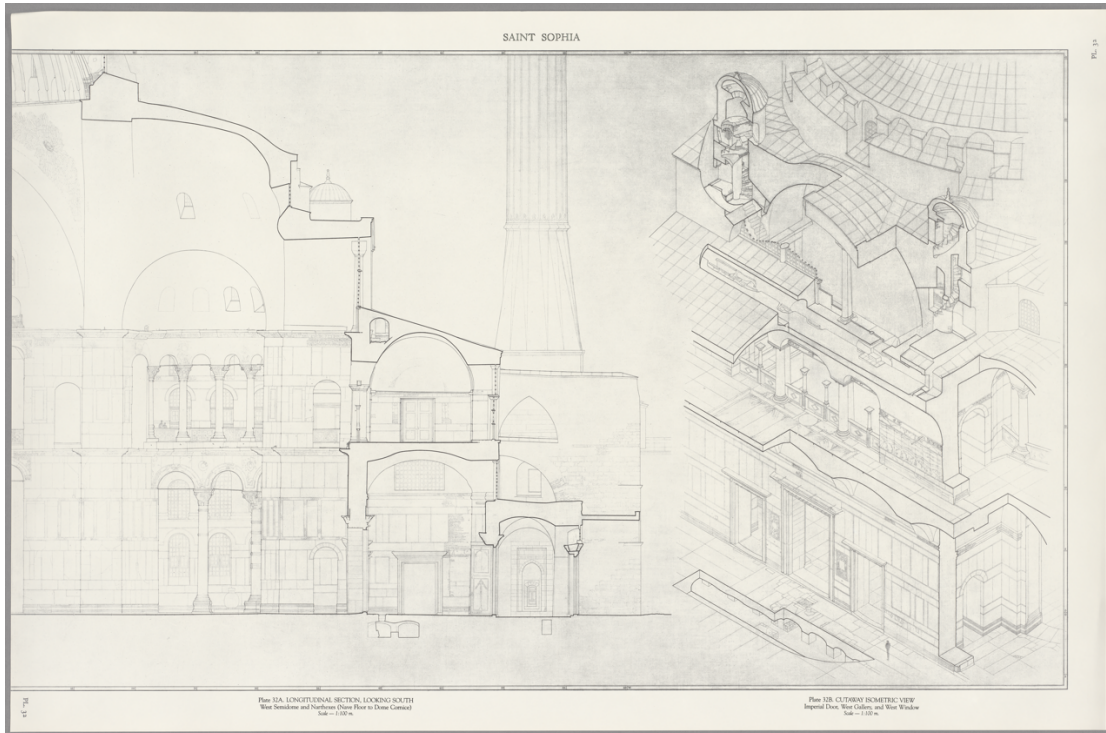 SAINT SOPHIA
PL. 32
PL. 32
Plate 32A. LONGITUDINAL SECTION, LOOKING SOUTH
West Semidome and Narthexes (Nave Floor to Dome Cornice)
Scale — 1:100 m.
Plate 32B. CUTAWAY ISOMETRIC VIEW
Imperial Door, West Gallery, and West Window
Scale — 1:100 m.